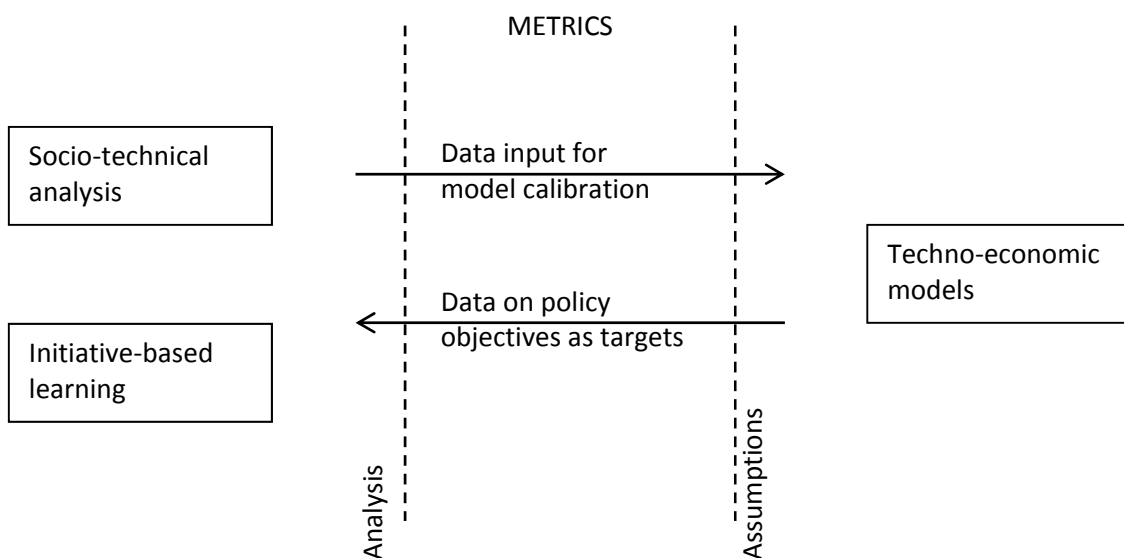 METRICS
Socio-technical
analysis
Data input for
model calibration
Techno-economic
models
Data on policy
objectives as targets
Initiative-based
learning
Analysis
Assumptions